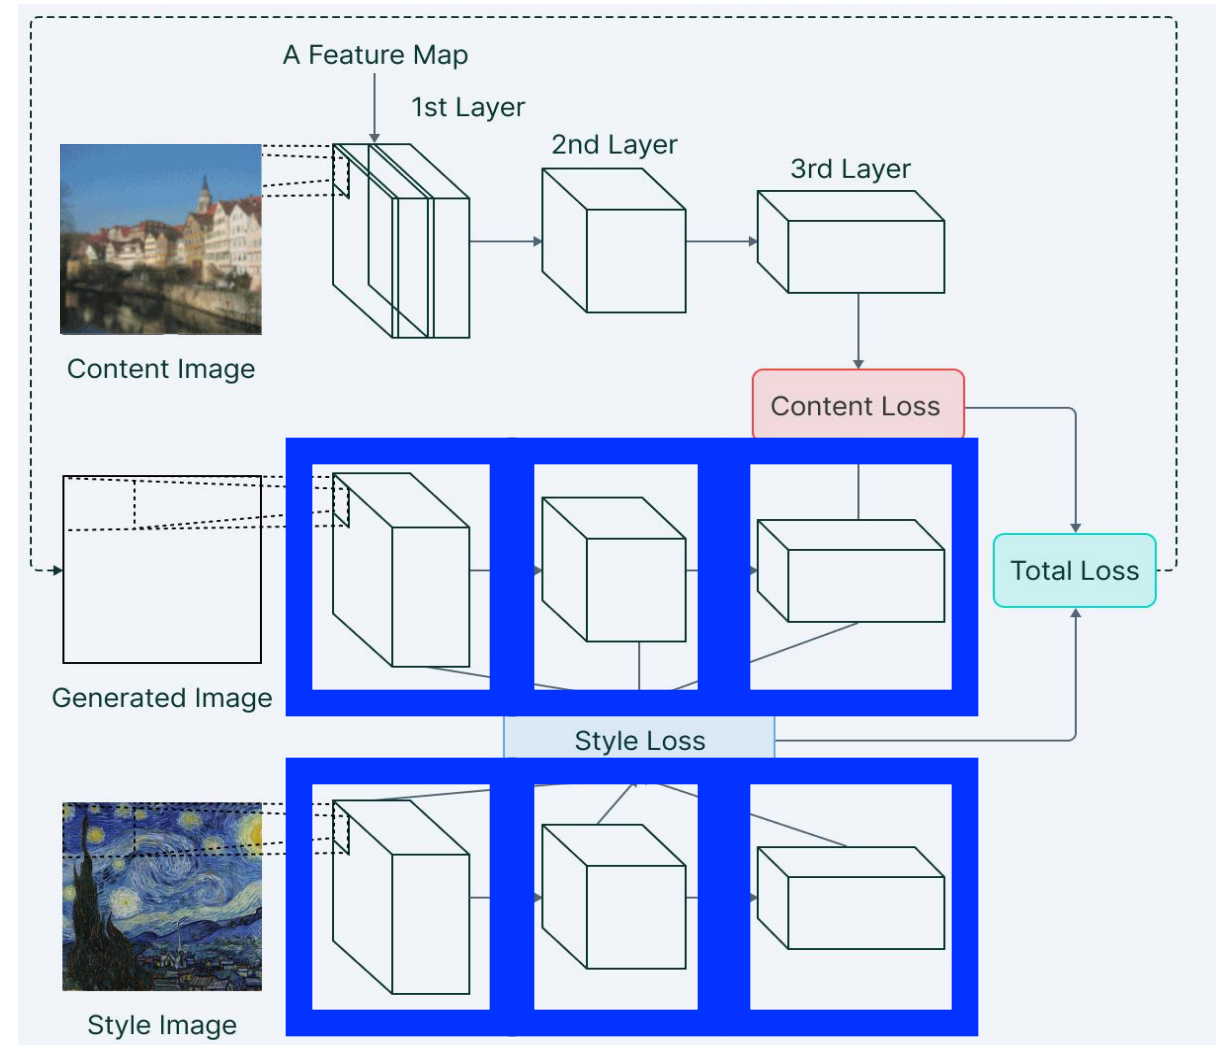 A Feature Map
1st Layer
2nd Layer
3rd Layer
Content Image
Content Loss
Total Loss
Generated Image
Style Loss
Style Image